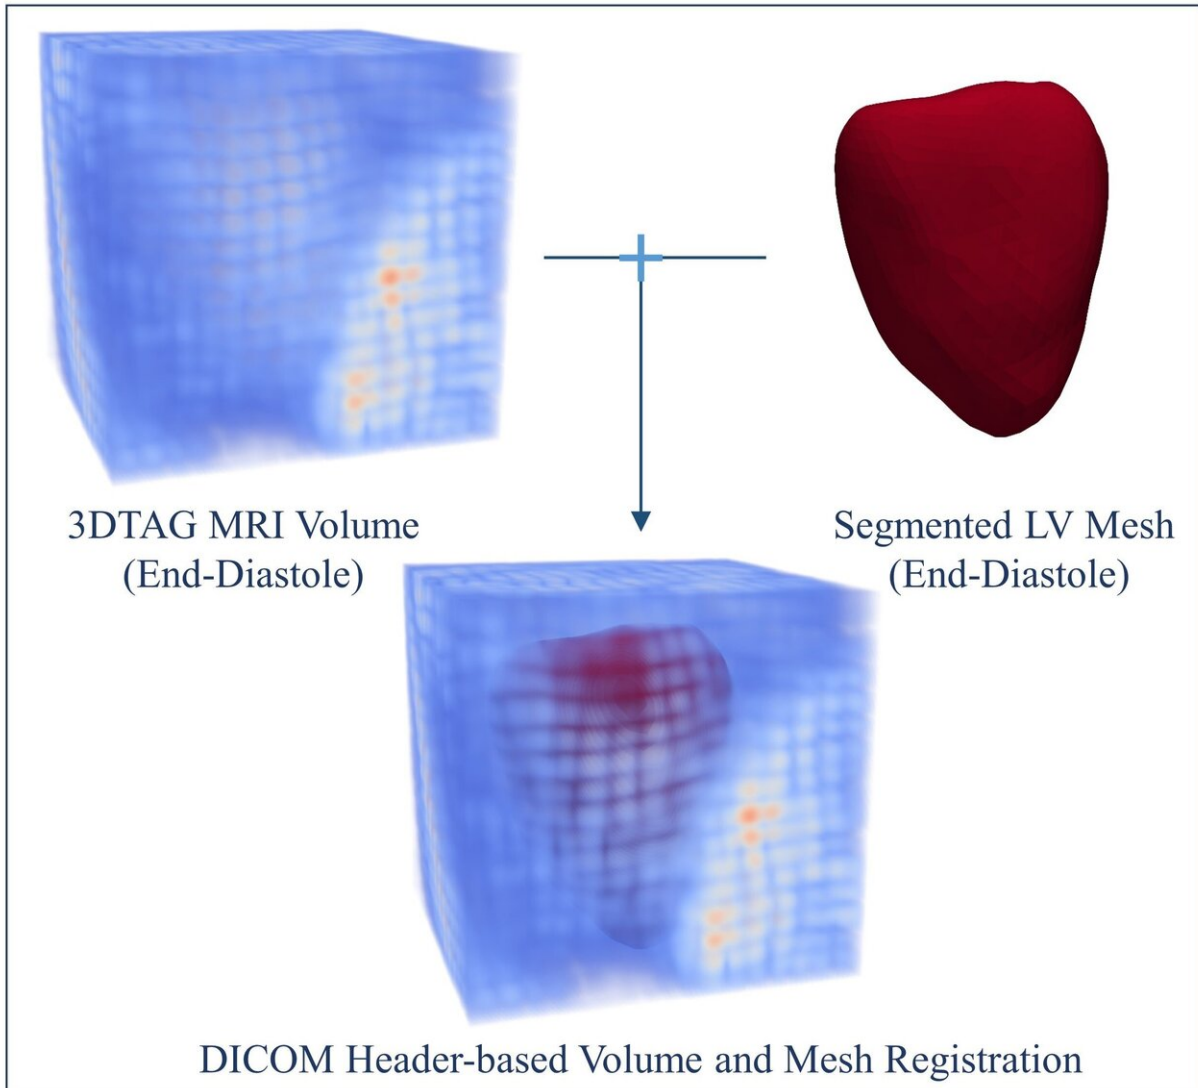 3DTAG MRI Volume
(End-Diastole)
Segmented LV Mesh
(End-Diastole)
DICOM Header-based Volume and Mesh Registration